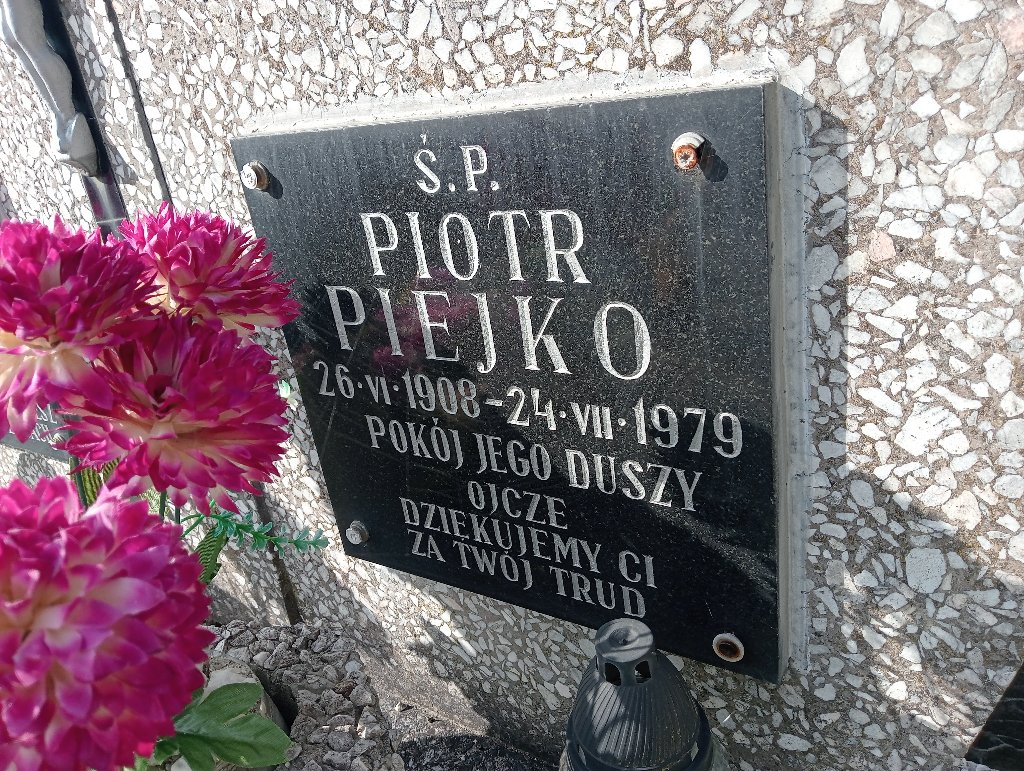 Ś.P.
PIOTR
PIEJKO
26·VI·1908–24·VII·1979
POKÓJ JEGO DUSZY
OJCZE
DZIĘKUJEMY CI
ZA TWÓJ TRUD